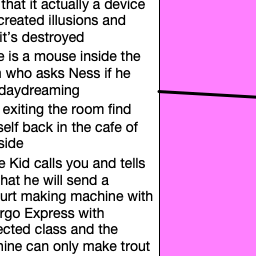 that it actually a device
created illusions and
it's destroyed
is a mouse inside the
who asks Ness if he
daydreaming
exiting the room find
self back in the cafe of
side
Kid calls you and tells
hat he will send a
urt making machine with
rgo Express with
ected class and the
hine can only make trout